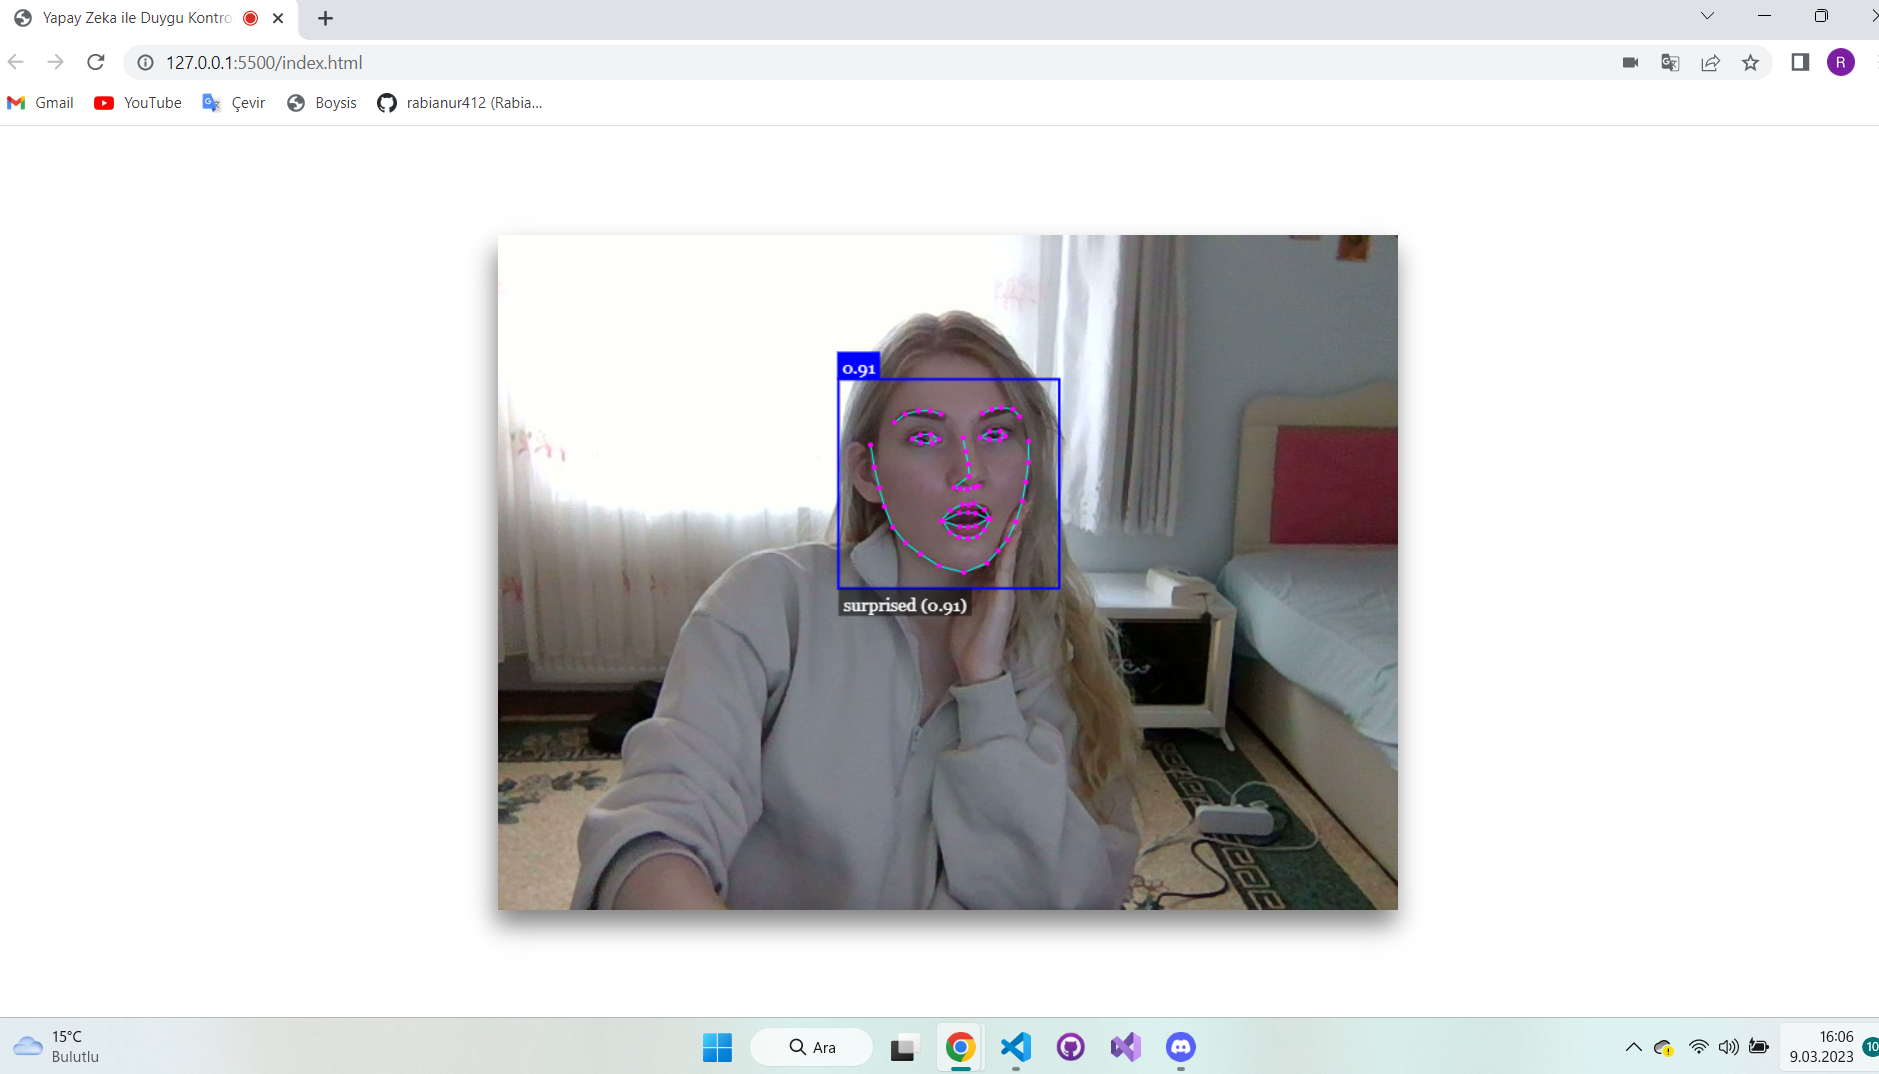 Yapay Zeka ile Duygu Kontro
127.0.0.1:5500/index.html
R
Gmail
YouTube
Çevir
Boysis
rabianur412 (Rabia...
0.91
surprised (0.91)
15°C
Bulutlu
Ara
16:06
9.03.2023
10